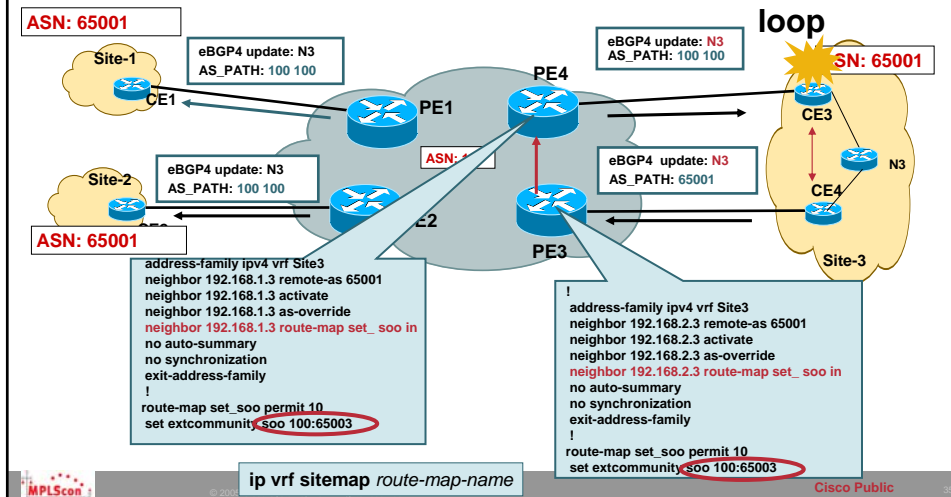 ASN: 65001
Site-1
CE1
eBGP4 update: N3
AS_PATH: 100 100
PE1
PE4
eBGP4 update: N3
AS_PATH: 100 100
loop
SN: 65001
CE3
N3
CE4
Site-3
ASN: 1
eBGP4 update: N3
AS_PATH: 100 100
eBGP4 update: N3
AS_PATH: 65001
Site-2
ASN: 65001
E2
PE3
address-family ipv4 vrf Site3
neighbor 192.168.1.3 remote-as 65001
neighbor 192.168.1.3 activate
neighbor 192.168.1.3 as-override
neighbor 192.168.1.3 route-map set_ soo in
no auto-summary
no synchronization
exit-address-family
!
route-map set_soo permit 10
set extcommunity soo 100:65003
!
address-family ipv4 vrf Site3
neighbor 192.168.2.3 remote-as 65001
neighbor 192.168.2.3 activate
neighbor 192.168.2.3 as-override
neighbor 192.168.2.3 route-map set_ soo in
no auto-summary
no synchronization
exit-address-family
!
route-map set_soo permit 10
set extcommunity soo 100:65003
ip vrf sitemap route-map-name
MPLScon
© 2005
Cisco Public